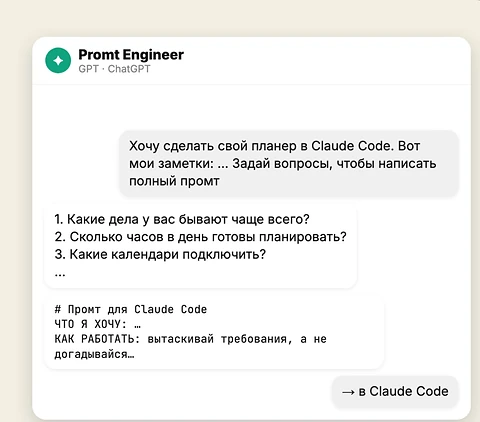 Promt Engineer
GPT · ChatGPT
Хочу сделать свой планер в Claude Code. Вот
мои заметки: ... Задай вопросы, чтобы написать
полный промт
1. Какие дела у вас бывают чаще всего?
2. Сколько часов в день готовы планировать?
3. Какие календари подключить?
...
# Промт для Claude Code
ЧТО Я ХОЧУ: …
КАК РАБОТАТЬ: вытаскивай требования, а не
догадывайся…
→ в Claude Code